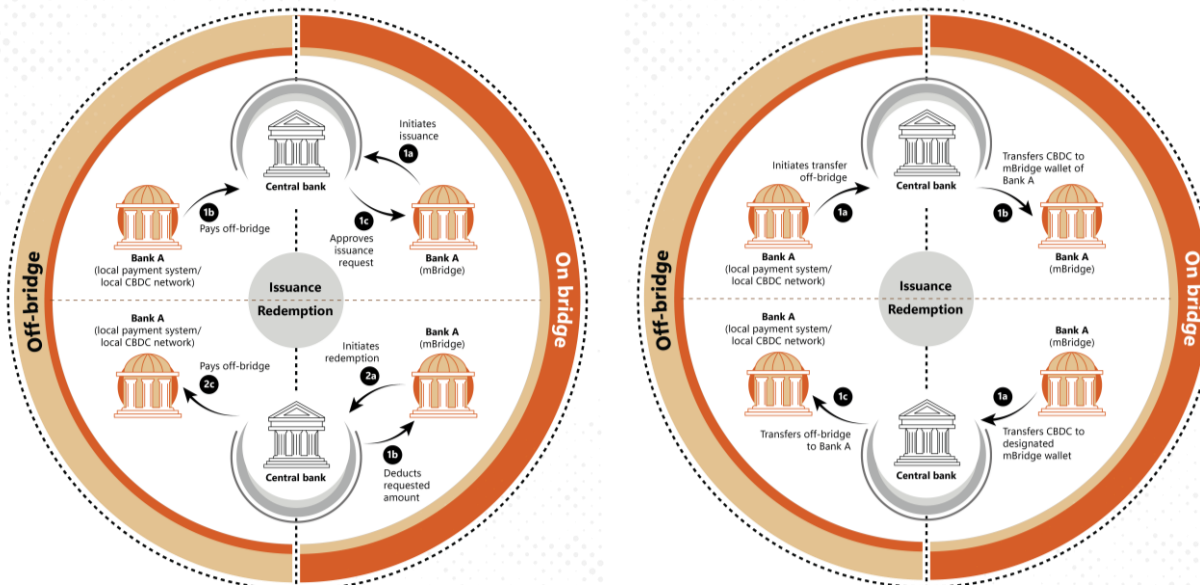 Off-bridge
On bridge
Initiates
issuance
1a
Central bank
1b
Pays off-bridge
1c
Approves
issuance
request
Bank A
(local payment system/
local CBDC network)
Bank A
(mBridge)
Issuance
Redemption
Bank A
(local payment system/
local CBDC network)
Bank A
(mBridge)
Initiates
redemption
2a
Pays off-bridge
2c
Central bank
1b
Deducts
requested
amount
Off-bridge
On bridge
Initiates transfer
off-bridge
1a
Central bank
Transfers CBDC to
mBridge wallet of
Bank A
1b
Bank A
(local payment system/
local CBDC network)
Bank A
(mBridge)
Issuance
Redemption
Bank A
(local payment system/
local CBDC network)
Bank A
(mBridge)
1c
Transfers off-bridge
to Bank A
1a
Transfers CBDC to
designated
mBridge wallet
Central bank